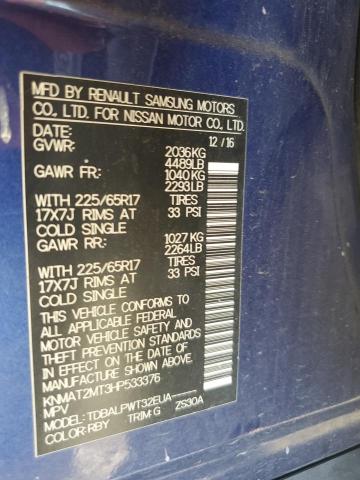 MFD BY RENAULT SAMSUNG MOTORS
CO., LTD. FOR NISSAN MOTOR CO., LTD.
DATE: 12/16
GVWR: 2036KG
4489LB
GAWR FR: 1040KG
2293LB
WITH 225/65R17 TIRES
17X7J RIMS AT 33 PSI
COLD SINGLE
GAWR RR: 1027KG
2264LB
WITH 225/65R17 TIRES
17X7J RIMS AT 33 PSI
COLD SINGLE
THIS VEHICLE CONFORMS TO
ALL APPLICABLE FEDERAL
MOTOR VEHICLE SAFETY AND
THEFT PREVENTION STANDARDS
IN EFFECT ON THE DATE OF
MANUFACTURE SHOWN ABOVE.
KNMAT2MT3HP533376
MPV
MODEL: TDBALPWT32EUA-----
COLOR:RBY TRIM:G ZS30A